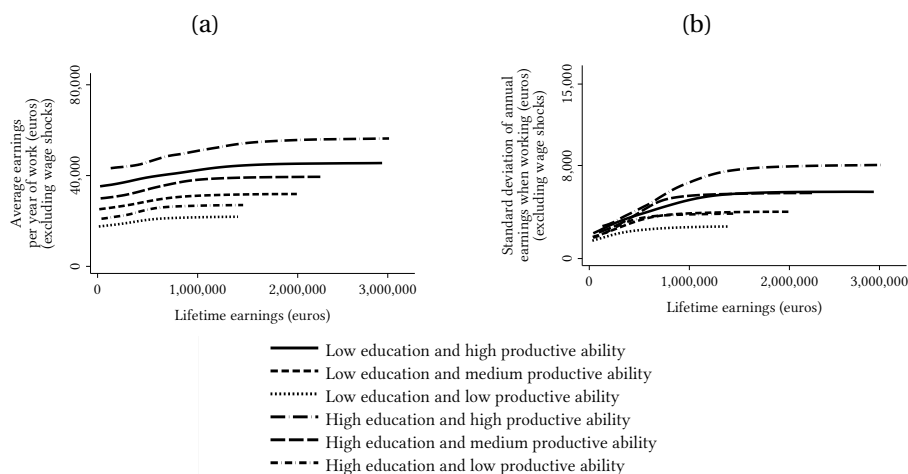 (a)
(b)
Average earnings
per year of work (euros)
(excluding wage shocks)
80,000
40,000
0
0
1,000,000
2,000,000
3,000,000
Lifetime earnings (euros)
Standard deviation of annual
earnings when working (euros)
(excluding wage shocks)
15,000
8,000
0
0
1,000,000
2,000,000
3,000,000
Lifetime earnings (euros)
Low education and high productive ability
Low education and medium productive ability
Low education and low productive ability
High education and high productive ability
High education and medium productive ability
High education and low productive ability